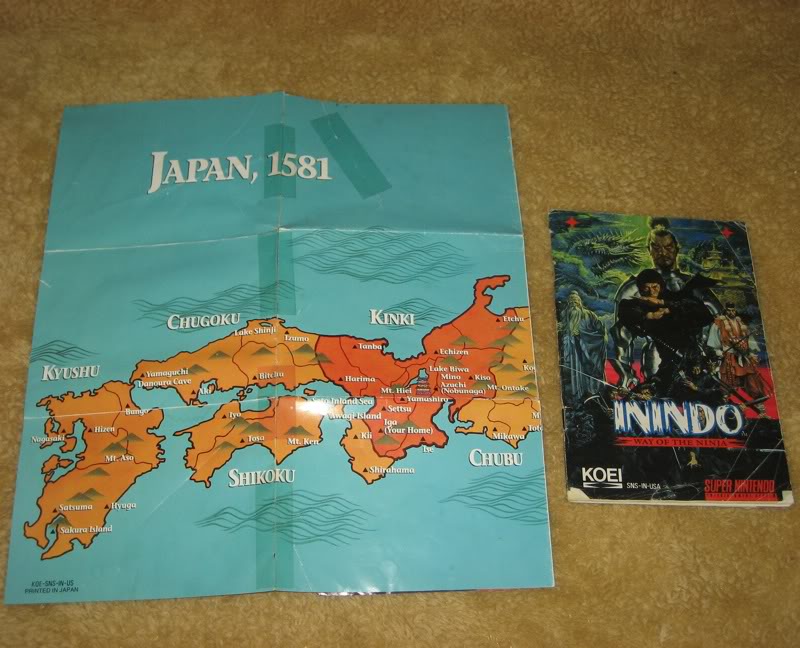 JAPAN, 1581
CHUGOKU
KINKI
Etchu
Lake Shinji
Izumo
Tanba
Echizen
KYUSHU
Yamaguchi
Danoura Cave
Aki
Bitchu
Harima
Lake Biwa
Mino
Kiso
Mt. Hiei
Azuchi
(Nobunaga)
Mt. Ontake
Yamashiro
Bungo
Iyo
Seto Inland Sea
Awaji Island
Settsu
Iga
(Your Home)
Nagasaki
Hizen
Tosa
Mt. Ken
Kii
Ise
Mikawa
Mt. Aso
SHIKOKU
Shirahama
CHUBU
Satsuma
Hyuga
Sakura Island
KOE-SNS-IN-US
PRINTED IN JAPAN
ININDO
WAY OF THE NINJA
KOEI
SNS-IN-USA
SUPER NINTENDO